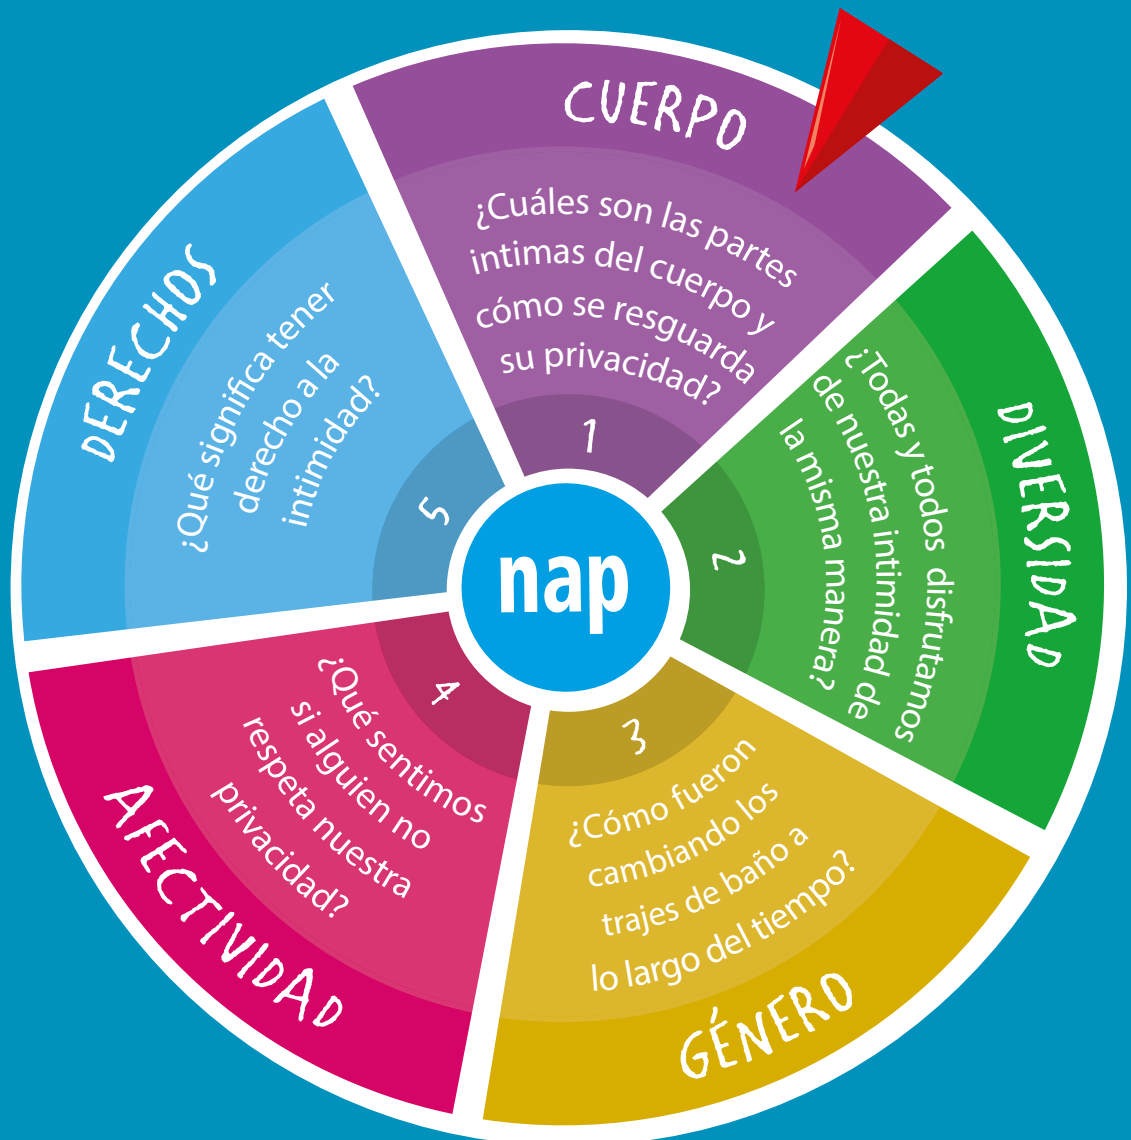 CUERPO
¿Cuáles son las partes
intimas del cuerpo y
cómo se resguarda
su privacidad?
1
DIVERSIDAD
¿Todas y todos disfrutamos
de nuestra intimidad de
la misma manera?
2
GÉNERO
3
¿Cómo fueron
cambiando los
trajes de baño a
lo largo del tiempo?
AFECTIVIDAD
4
¿Qué sentimos
si alguien no
respeta nuestra
privacidad?
DERECHOS
¿Qué significa tener
derecho a la
intimidad?
5
nap